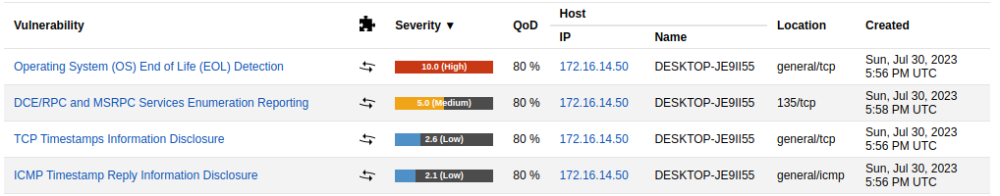 Vulnerability Severity ▼ QoD Host Location Created
IP Name
Operating System (OS) End of Life (EOL) Detection 10.0 (High) 80 % 172.16.14.50 DESKTOP-JE9II55 general/tcp Sun, Jul 30, 2023
5:56 PM UTC
DCE/RPC and MSRPC Services Enumeration Reporting 5.0 (Medium) 80 % 172.16.14.50 DESKTOP-JE9II55 135/tcp Sun, Jul 30, 2023
5:58 PM UTC
TCP Timestamps Information Disclosure 2.6 (Low) 80 % 172.16.14.50 DESKTOP-JE9II55 general/tcp Sun, Jul 30, 2023
5:56 PM UTC
ICMP Timestamp Reply Information Disclosure 2.1 (Low) 80 % 172.16.14.50 DESKTOP-JE9II55 general/icmp Sun, Jul 30, 2023
5:56 PM UTC